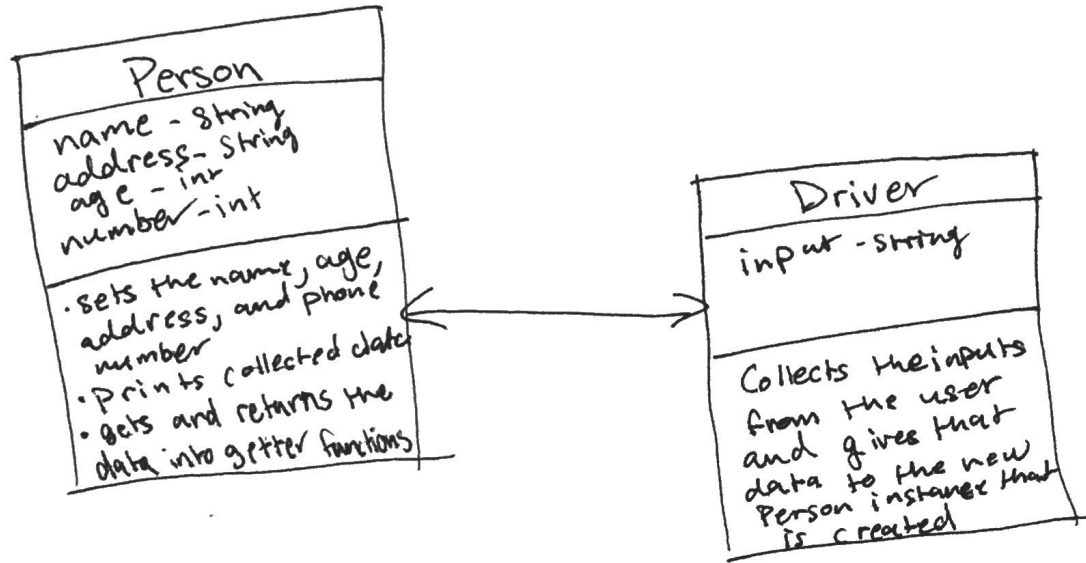 Person
name - String
address - String
age - int
number - int
• sets the name, age,
address, and phone
number
• Prints collected data
• gets and returns the
data into getter functions
Driver
input - string
Collects the inputs
from the user
and gives that
data to the new
Person instance that
is created